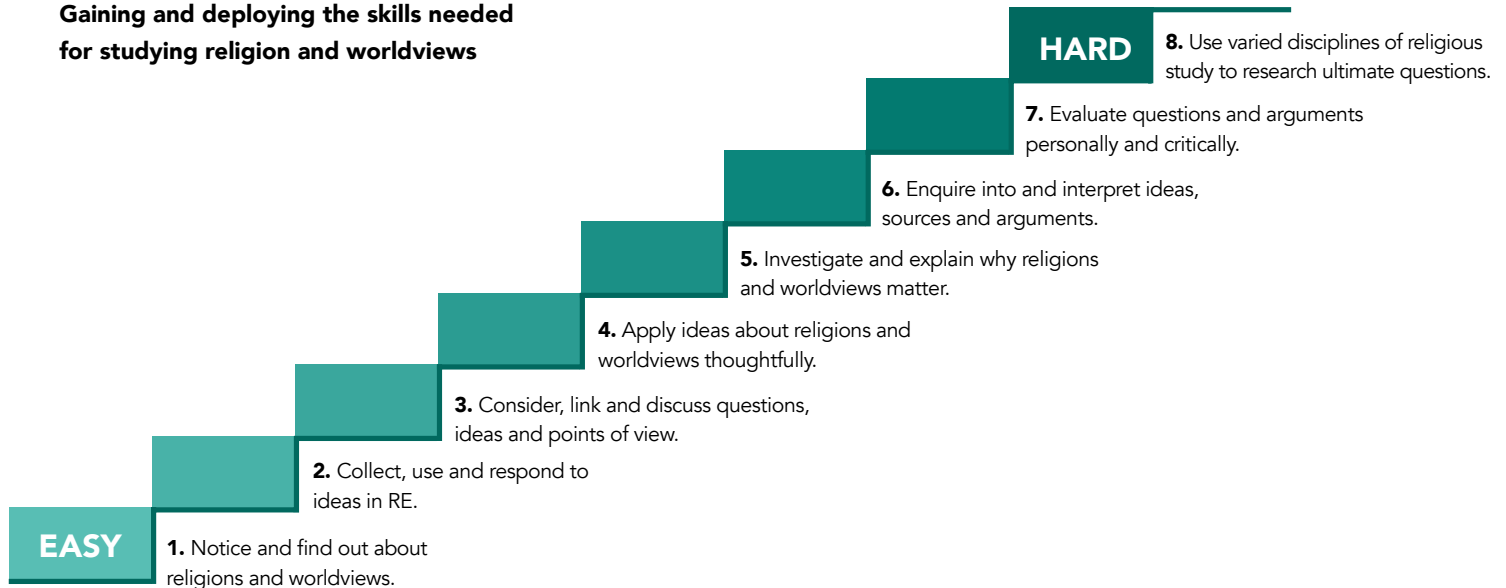 Gaining and deploying the skills needed
for studying religion and worldviews
HARD
8. Use varied disciplines of religious
study to research ultimate questions.
7. Evaluate questions and arguments
personally and critically.
6. Enquire into and interpret ideas,
sources and arguments.
5. Investigate and explain why religions
and worldviews matter.
4. Apply ideas about religions and
worldviews thoughtfully.
3. Consider, link and discuss questions,
ideas and points of view.
2. Collect, use and respond to
ideas in RE.
EASY
1. Notice and find out about
religions and worldviews.